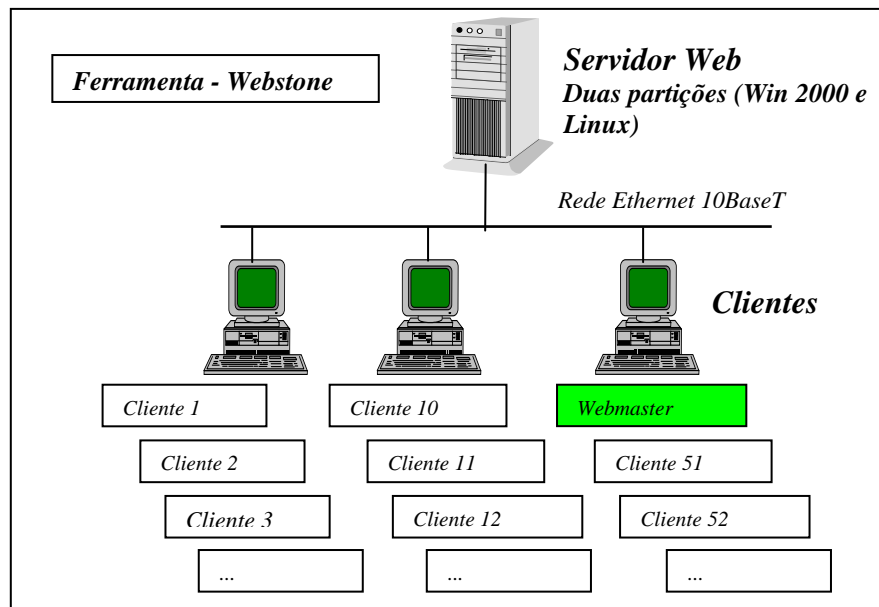 Ferramenta - Webstone
Servidor Web
Duas partições (Win 2000 e
Linux)
Rede Ethernet 10BaseT
Clientes
Cliente 1
Cliente 10
Webmaster
Cliente 2
Cliente 11
Cliente 51
Cliente 3
Cliente 12
Cliente 52
...
...
...